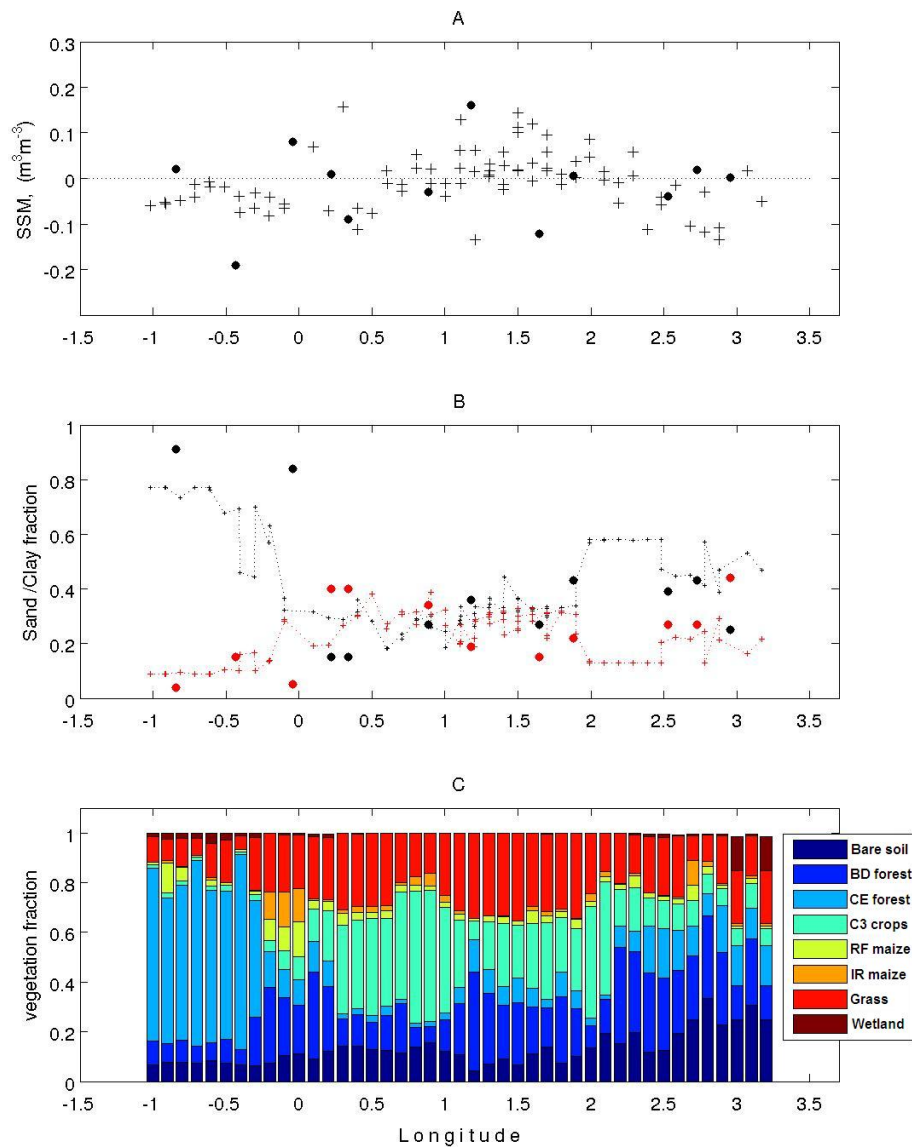 A
0.3
0.2
0.1
0
-0.1
-0.2
SSM, (m³m⁻³)
-1.5 -1 -0.5 0 0.5 1 1.5 2 2.5 3 3.5
B
1
0.8
0.6
0.4
0.2
0
Sand /Clay fraction
-1.5 -1 -0.5 0 0.5 1 1.5 2 2.5 3 3.5
C
1
0.8
0.6
0.4
0.2
0
vegetation fraction
Bare soil
BD forest
CE forest
C3 crops
RF maize
IR maize
Grass
Wetland
-1.5 -1 -0.5 0 0.5 1 1.5 2 2.5 3 3.5
Longitude